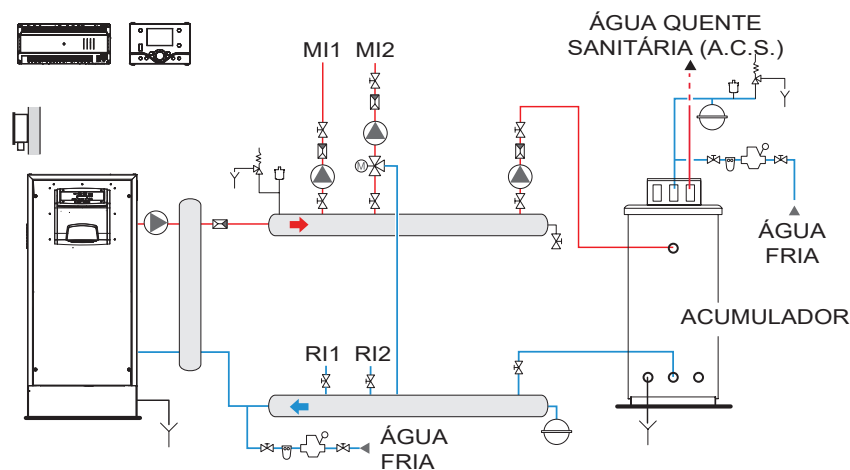 MI1 MI2
ÁGUA QUENTE
SANITÁRIA (A.C.S.)
M
ÁGUA
FRIA
ACUMULADOR
RI1 RI2
ÁGUA
FRIA